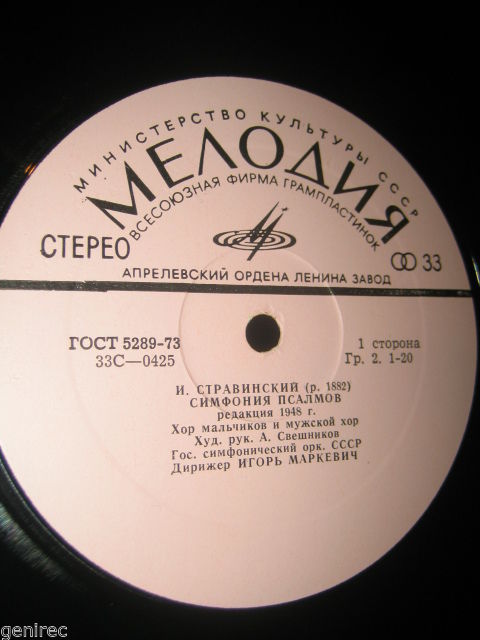 МИНИСТЕРСТВО КУЛЬТУРЫ СССР
МЕЛОДИЯ
ВСЕСОЮЗНАЯ ФИРМА ГРАМПЛАСТИНОК
СТЕРЕО
33
АПРЕЛЕВСКИЙ ОРДЕНА ЛЕНИНА ЗАВОД
ГОСТ 5289-73
33С—0425
1 сторона
Гр. 2. 1-20
И. СТРАВИНСКИЙ (р. 1882)
СИМФОНИЯ ПСАЛМОВ
редакция 1948 г.
Хор мальчиков и мужской хор
Худ. рук. А. Свешников
Гос. симфонический орк. СССР
Дирижер ИГОРЬ МАРКЕВИЧ
genirec